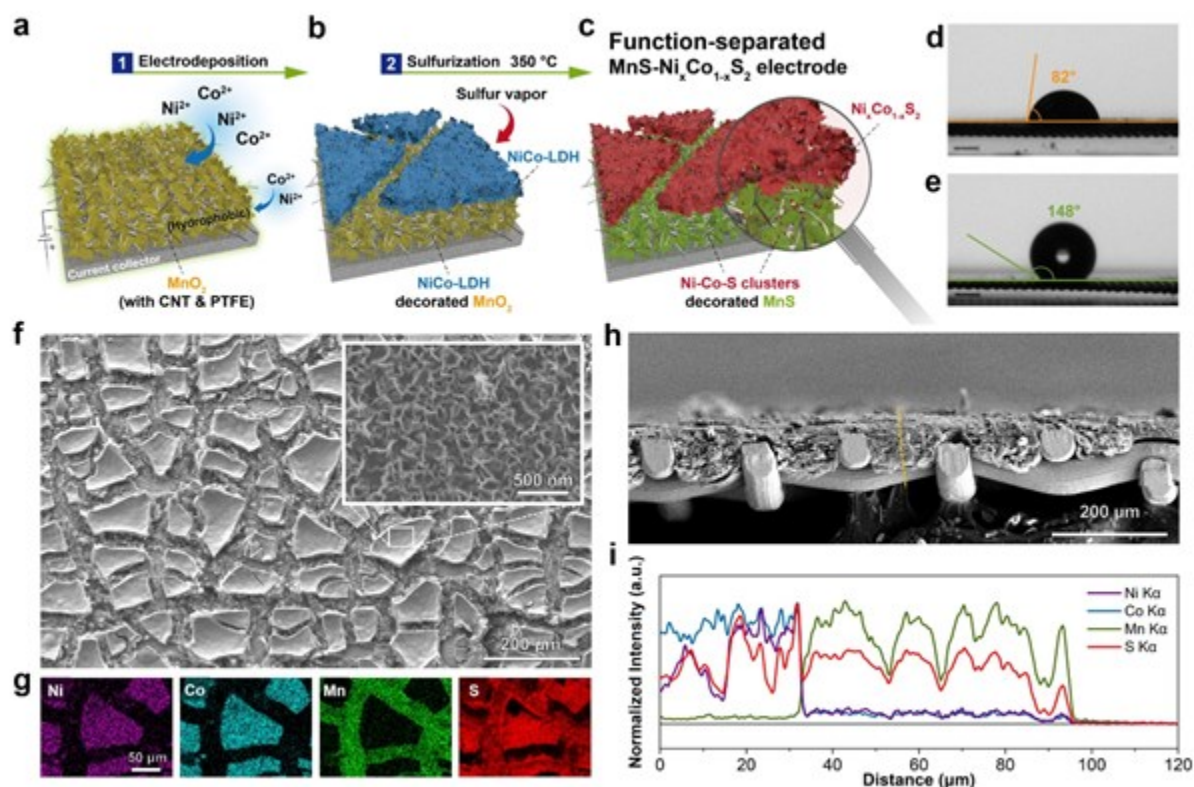 a
1 Electrodeposition
Co²⁺
Ni²⁺
Ni²⁺
Co²⁺
Co²⁺
Ni²⁺
(Hydrophobic)
Current collector
MnO₂
(with CNT & PTFE)
b
2 Sulfurization 350 °C
Sulfur vapor
NiCo-LDH
NiCo-LDH
decorated MnO₂
c
Function-separated
MnS-NiₓCo₁₋ₓS₂ electrode
NiₓCo₁₋ₓS₂
Ni-Co-S clusters
decorated MnS
d
82°
e
148°
f
500 nm
200 μm
g
Ni
50 μm
Co
Mn
S
h
200 μm
i
Normalized Intensity (a.u.)
Ni Kα
Co Kα
Mn Kα
S Kα
0 20 40 60 80 100 120
Distance (μm)